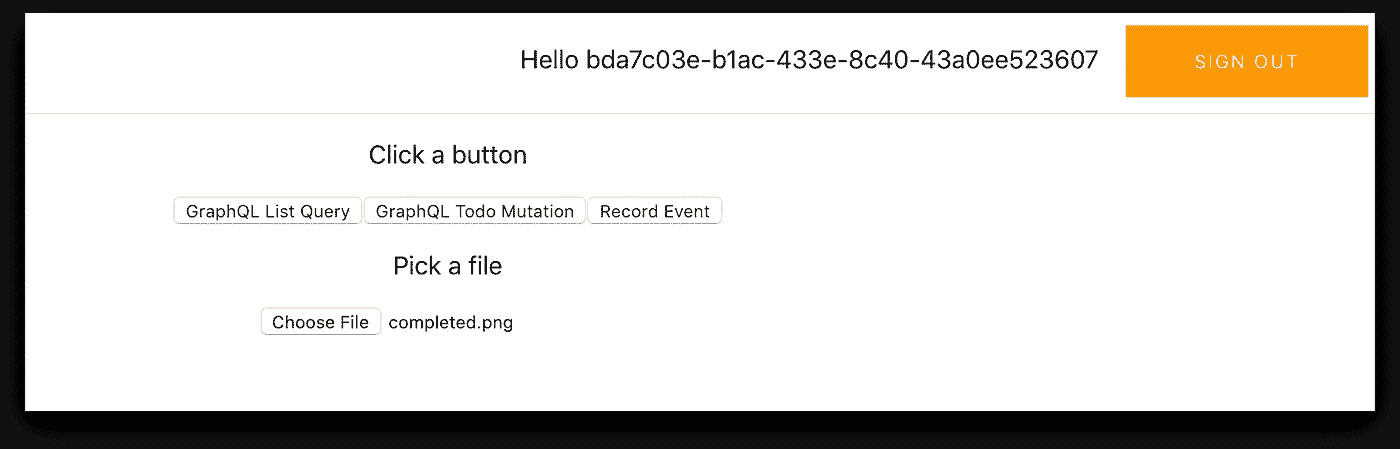 Hello bda7c03e-b1ac-433e-8c40-43a0ee523607 SIGN OUT
Click a button
GraphQL List Query GraphQL Todo Mutation Record Event
Pick a file
Choose File completed.png